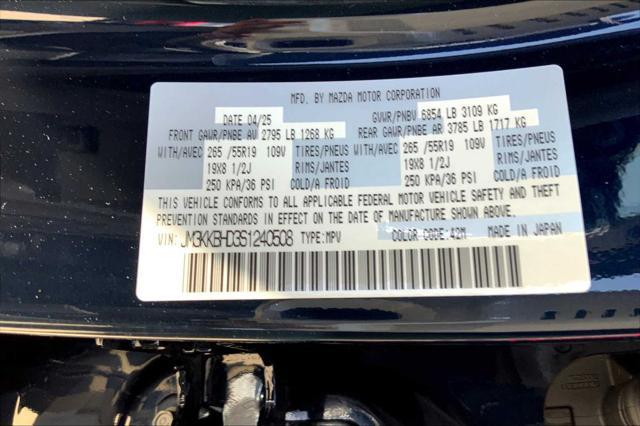 MFD. BY MAZDA MOTOR CORPORATION
DATE 04/25 GVWR/PNBV 6854 LB 3109 KG
FRONT GAWR/PNBE AV 2795 LB 1268 KG REAR GAWR/PNBE AR 3785 LB 1717 KG
WITH/AVEC 265 /55R19 109V TIRES/PNEUS WITH/AVEC 265 /55R19 109V TIRES/PNEUS
19X8 1/2J RIMS/JANTES 19X8 1/2J RIMS/JANTES
250 KPA/36 PSI COLD/A FROID 250 KPA/36 PSI COLD/A FROID
THIS VEHICLE CONFORMS TO ALL APPLICABLE FEDERAL MOTOR VEHICLE SAFETY AND THEFT
PREVENTION STANDARDS IN EFFECT ON THE DATE OF MANUFACTURE SHOWN ABOVE.
VIN: JM3KKBHD3S1240508 TYPE:MPV COLOR CODE:42M MADE IN JAPAN